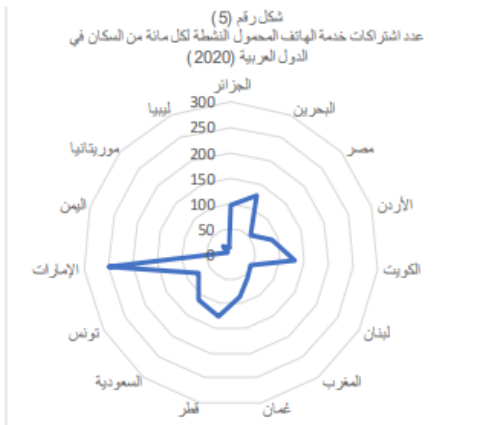 شكل رقم (5)
عدد اشتراكات خدمة الهاتف المحمول النشطة لكل مائة من السكان في
الدول العربية (2020)
الجزائر
البحرين
مصر
الأردن
الكويت
لبنان
المغرب
عُمان
قطر
السعودية
تونس
الإمارات
اليمن
موريتانيا
ليبيا
300
250
200
150
100
50
0